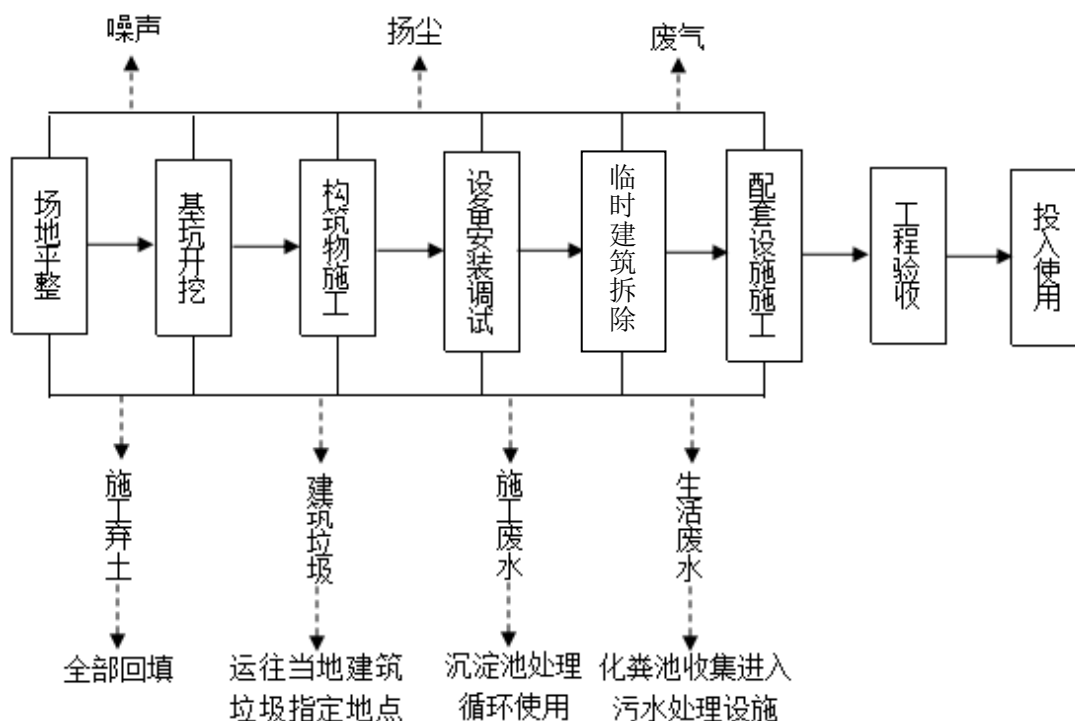 噪声
扬尘
废气
场地平整
基坑开挖
构筑物施工
设备安装调试
临时建筑拆除
配套设施施工
工程验收
投入使用
施工弃土
建筑垃圾
施工废水
生活废水
全部回填
运往当地建筑
垃圾指定地点
沉淀池处理
循环使用
化粪池收集进入
污水处理设施